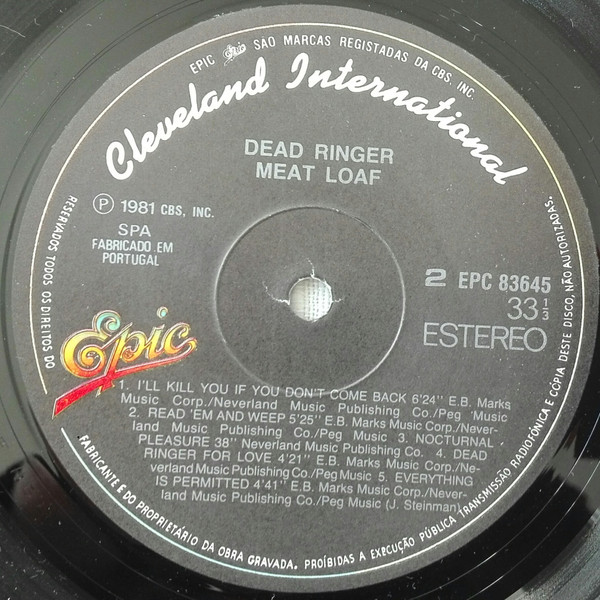 EPIC Epic SÃO MARCAS REGISTADAS DA CBS, INC.
Cleveland International
DEAD RINGER
MEAT LOAF
Ⓟ 1981 CBS, INC.
SPA
FABRICADO EM
PORTUGAL
2 EPC 83645
33 1/3
ESTEREO
Epic
1. I'LL KILL YOU IF YOU DON'T COME BACK 6'24" E.B. Marks
Music Corp./Neverland Music Publishing Co./Peg Music
2. READ 'EM AND WEEP 5'25" E.B. Marks Music Corp./Never-
land Music Publishing Co./Peg Music 3. NOCTURNAL
PLEASURE 38" Neverland Music Publishing Co. 4. DEAD
RINGER FOR LOVE 4'21" E.B. Marks Music Corp./Ne-
verland Music Publishing Co./Peg Music 5. EVERYTHING
IS PERMITTED 4'41" E.B. Marks Music Corp./Never-
land Music Publishing Co./Peg Music (J. Steinman)
RESERVADOS TODOS OS DIREITOS DO
FABRICANTE E DO PROPRIETÁRIO DA OBRA GRAVADA. PROÍBIDAS A EXECUÇÃO PÚBLICA TRANSMISSÃO RADIOFÓNICA E CÓPIA DESTE DISCO, NÃO AUTORIZADAS.